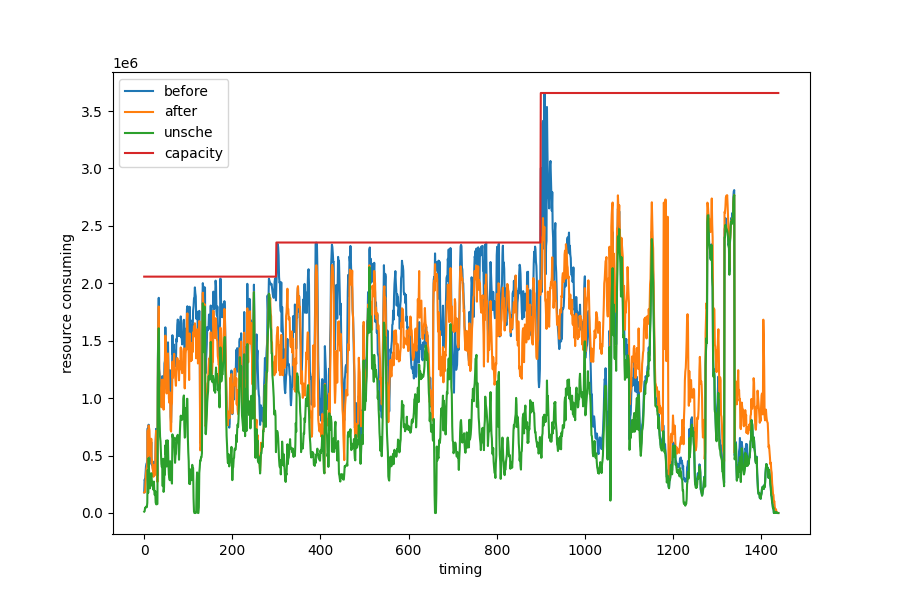 1e6
before
after
unsche
capacity
3.5
3.0
2.5
2.0
1.5
1.0
0.5
0.0
resource consuming
0 200 400 600 800 1000 1200 1400
timing